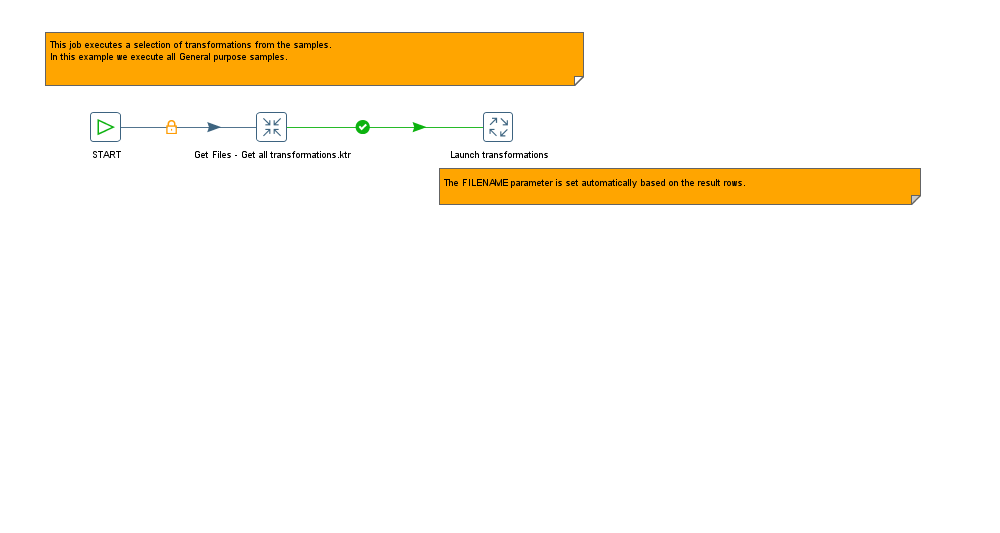 This job executes a selection of transformations from the samples.
In this example we execute all General purpose samples.
START
Get Files - Get all transformations.ktr
Launch transformations
The FILENAME parameter is set automatically based on the result rows.